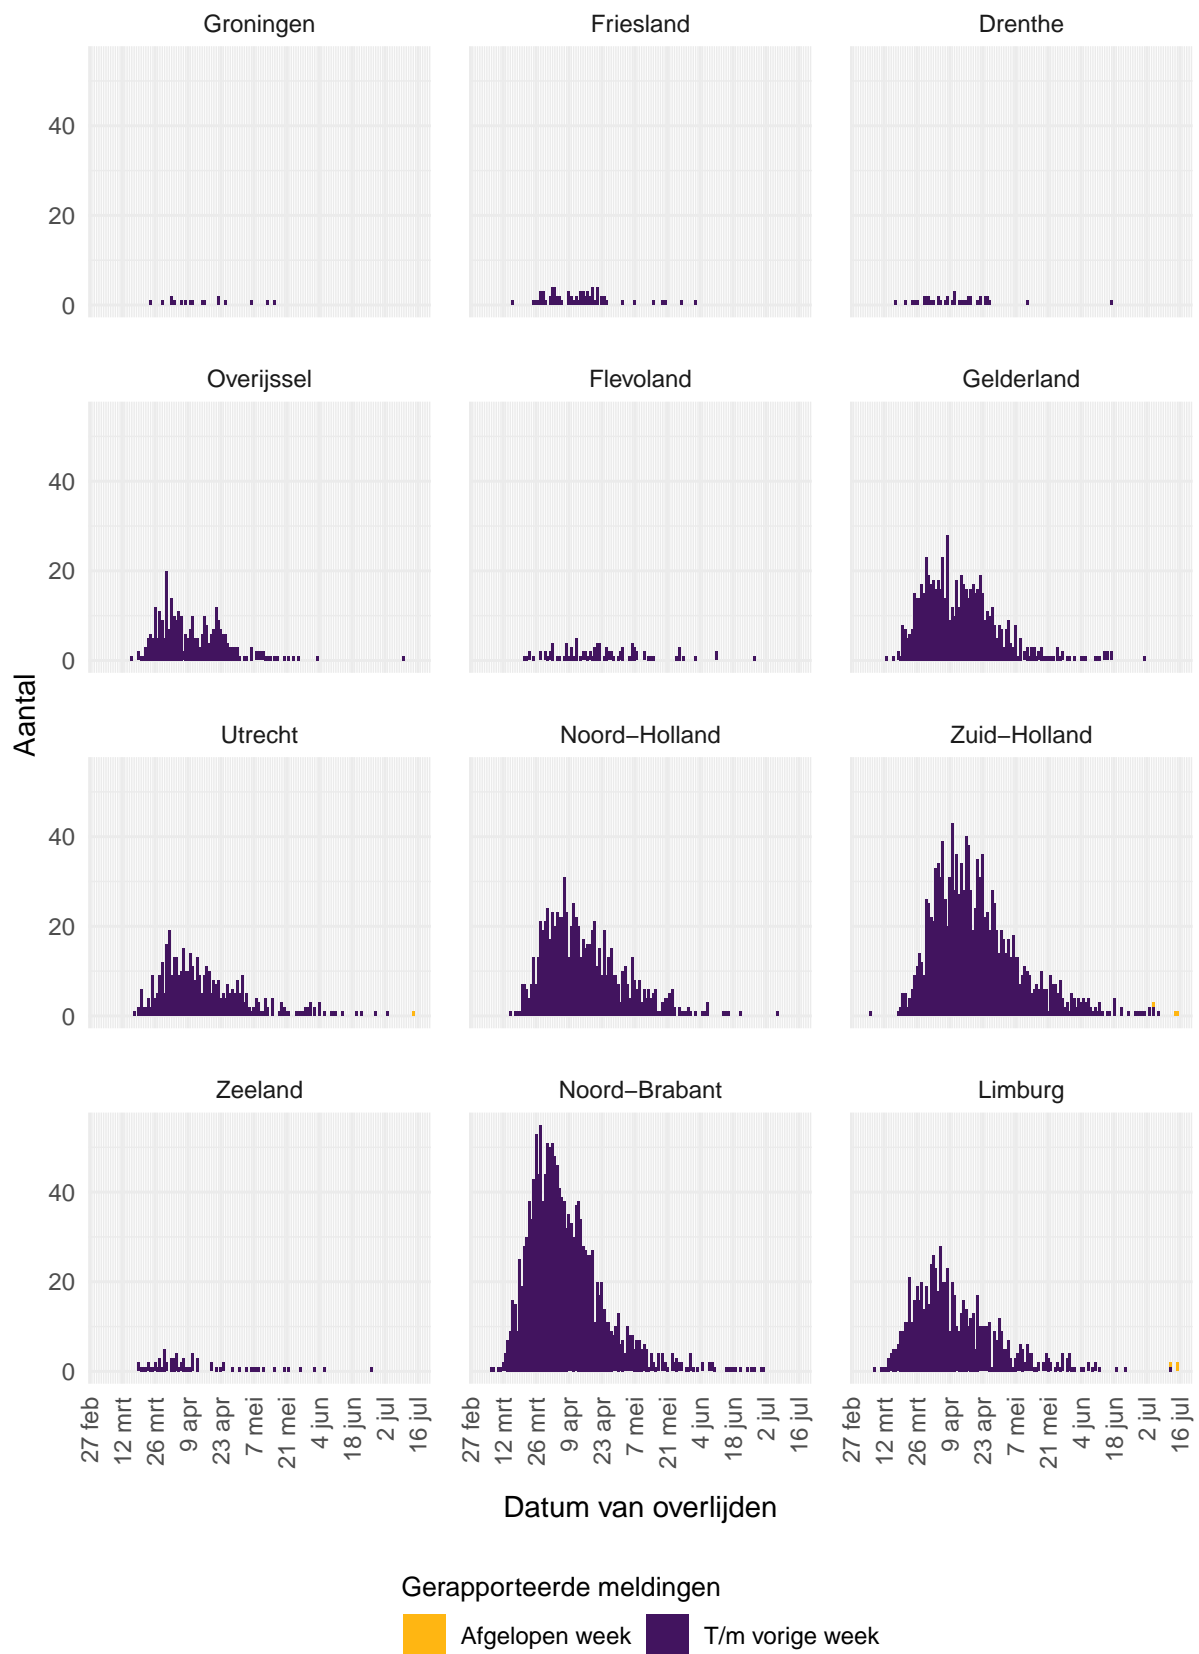 Groningen Friesland Drenthe
40
20
0
Overijssel Flevoland Gelderland
40
20
0
Utrecht Noord−Holland Zuid−Holland
40
20
0
Zeeland Noord−Brabant Limburg
40
20
0
Aantal
27 feb 12 mrt 26 mrt 9 apr 23 apr 7 mei 21 mei 4 jun 18 jun 2 jul 16 jul 27 feb 12 mrt 26 mrt 9 apr 23 apr 7 mei 21 mei 4 jun 18 jun 2 jul 16 jul 27 feb 12 mrt 26 mrt 9 apr 23 apr 7 mei 21 mei 4 jun 18 jun 2 jul 16 jul
Datum van overlijden
Gerapporteerde meldingen
Afgelopen week T/m vorige week